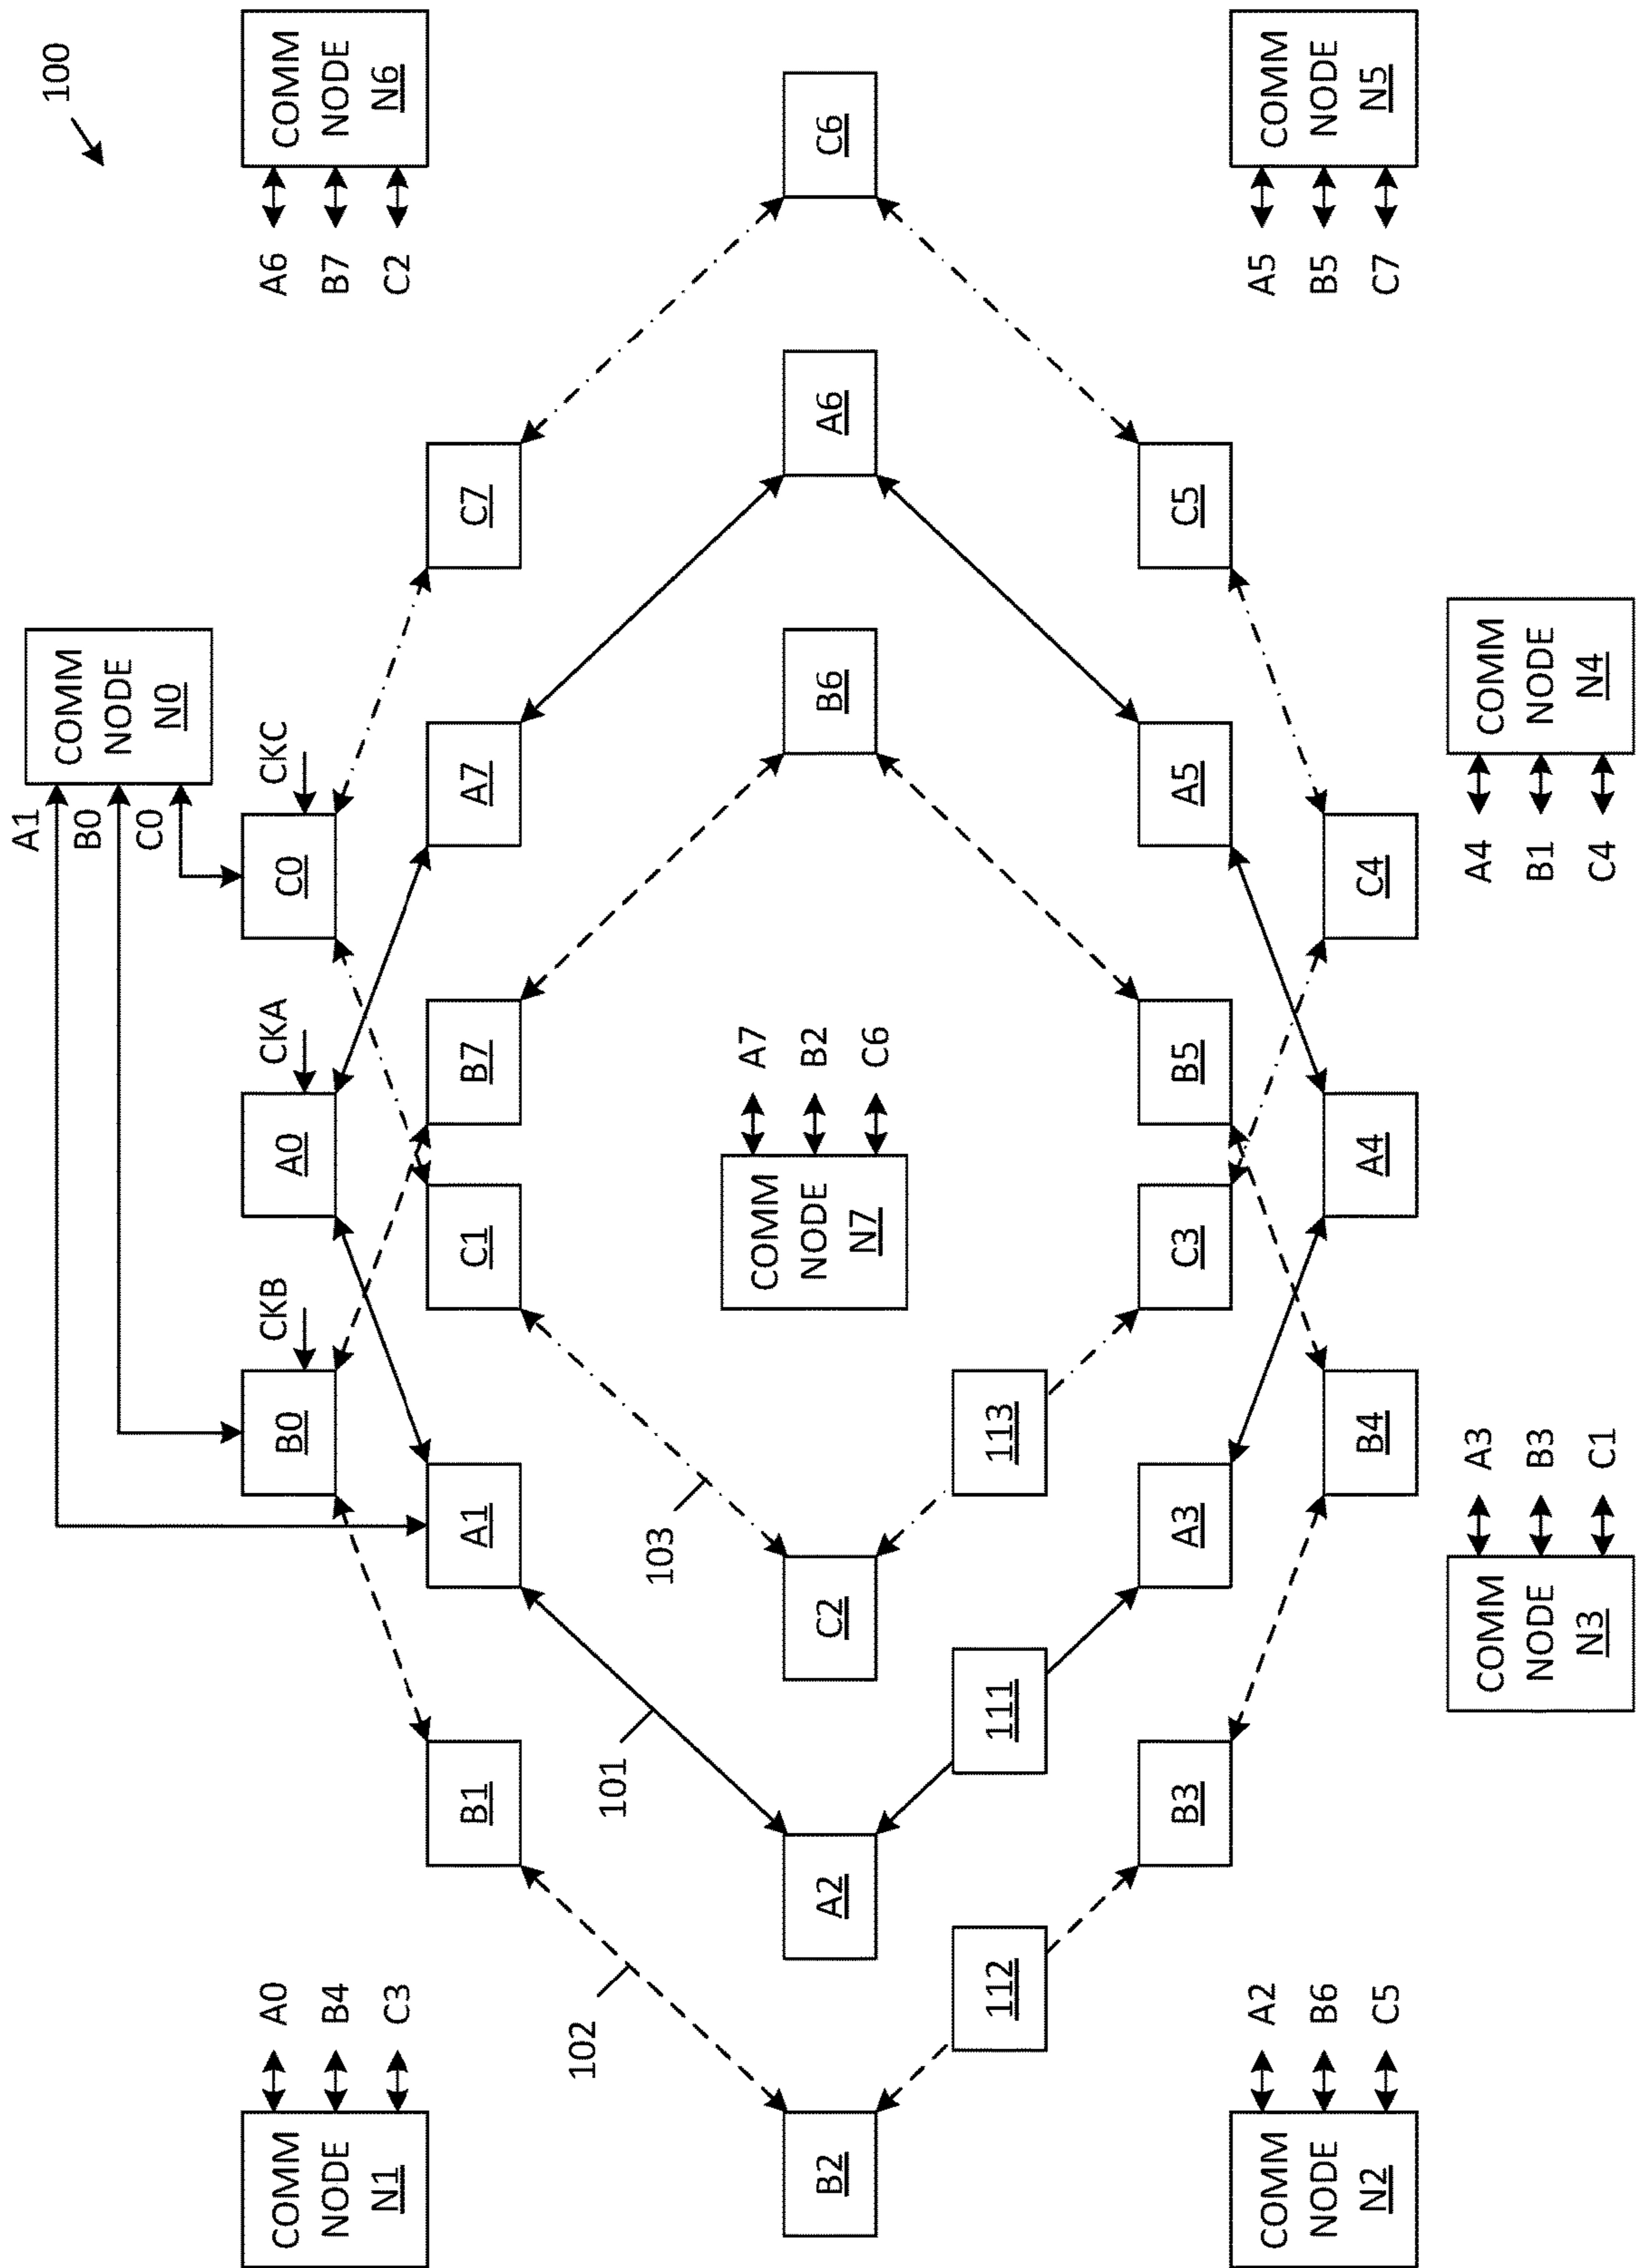 100
A1
B0
C0
COMM
NODE
N0
COMM
NODE
N1
A0
B4
C3
A6
B7
C2
COMM
NODE
N6
B0
CKB
A0
CKA
C0
CKC
B1
A1
C1
B7
A7
C7
102
101
103
B2
A2
C2
COMM
NODE
N7
A7
B2
C6
B6
A6
C6
112
111
113
B3
A3
C3
B5
A5
C5
COMM
NODE
N2
A2
B6
C5
B4
A4
C4
A5
B5
C7
COMM
NODE
N5
COMM
NODE
N3
A3
B3
C1
A4
B1
C4
COMM
NODE
N4